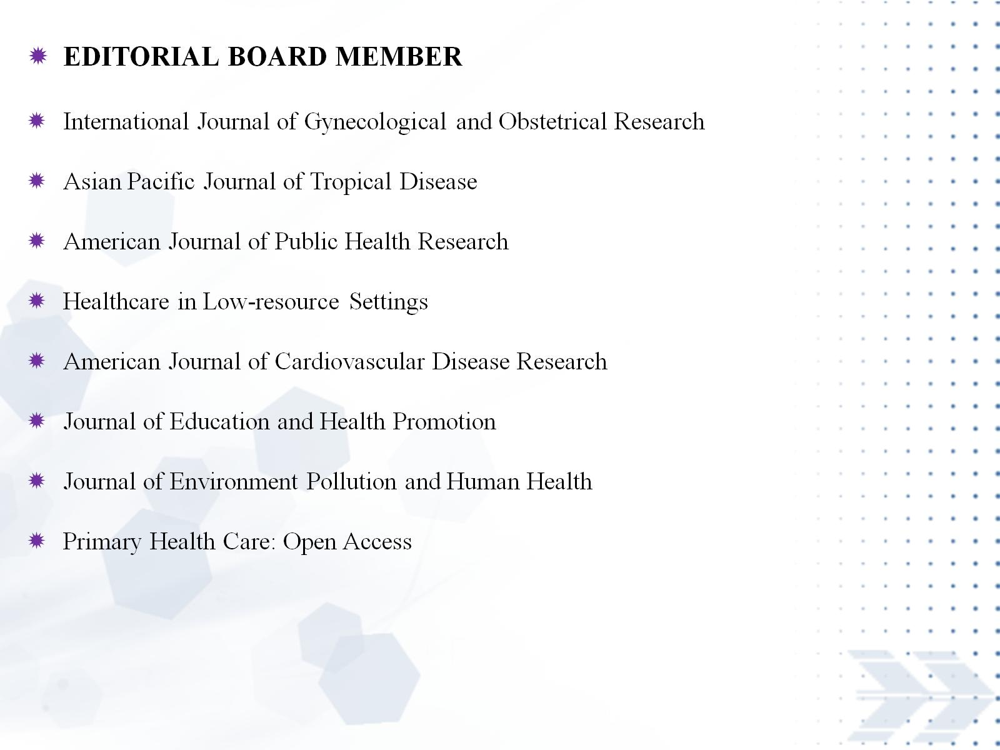 EDITORIAL BOARD MEMBER
International Journal of Gynecological and Obstetrical Research
Asian Pacific Journal of Tropical Disease
American Journal of Public Health Research
Healthcare in Low-resource Settings
American Journal of Cardiovascular Disease Research
Journal of Education and Health Promotion
Journal of Environment Pollution and Human Health
Primary Health Care: Open Access